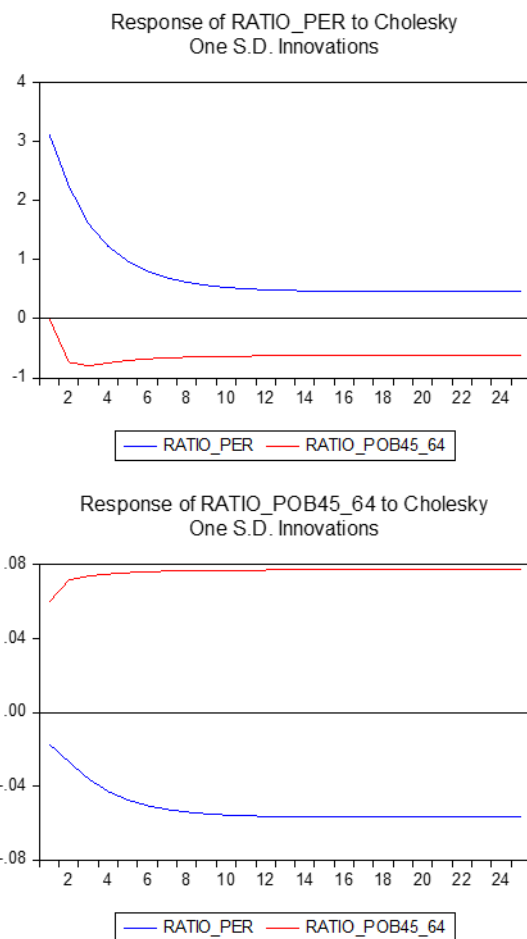 Response of RATIO_PER to Cholesky
One S.D. Innovations
4
3
2
1
0
-1
2 4 6 8 10 12 14 16 18 20 22 24
RATIO_PER RATIO_POB45_64
Response of RATIO_POB45_64 to Cholesky
One S.D. Innovations
.08
.04
.00
-.04
-.08
2 4 6 8 10 12 14 16 18 20 22 24
RATIO_PER RATIO_POB45_64